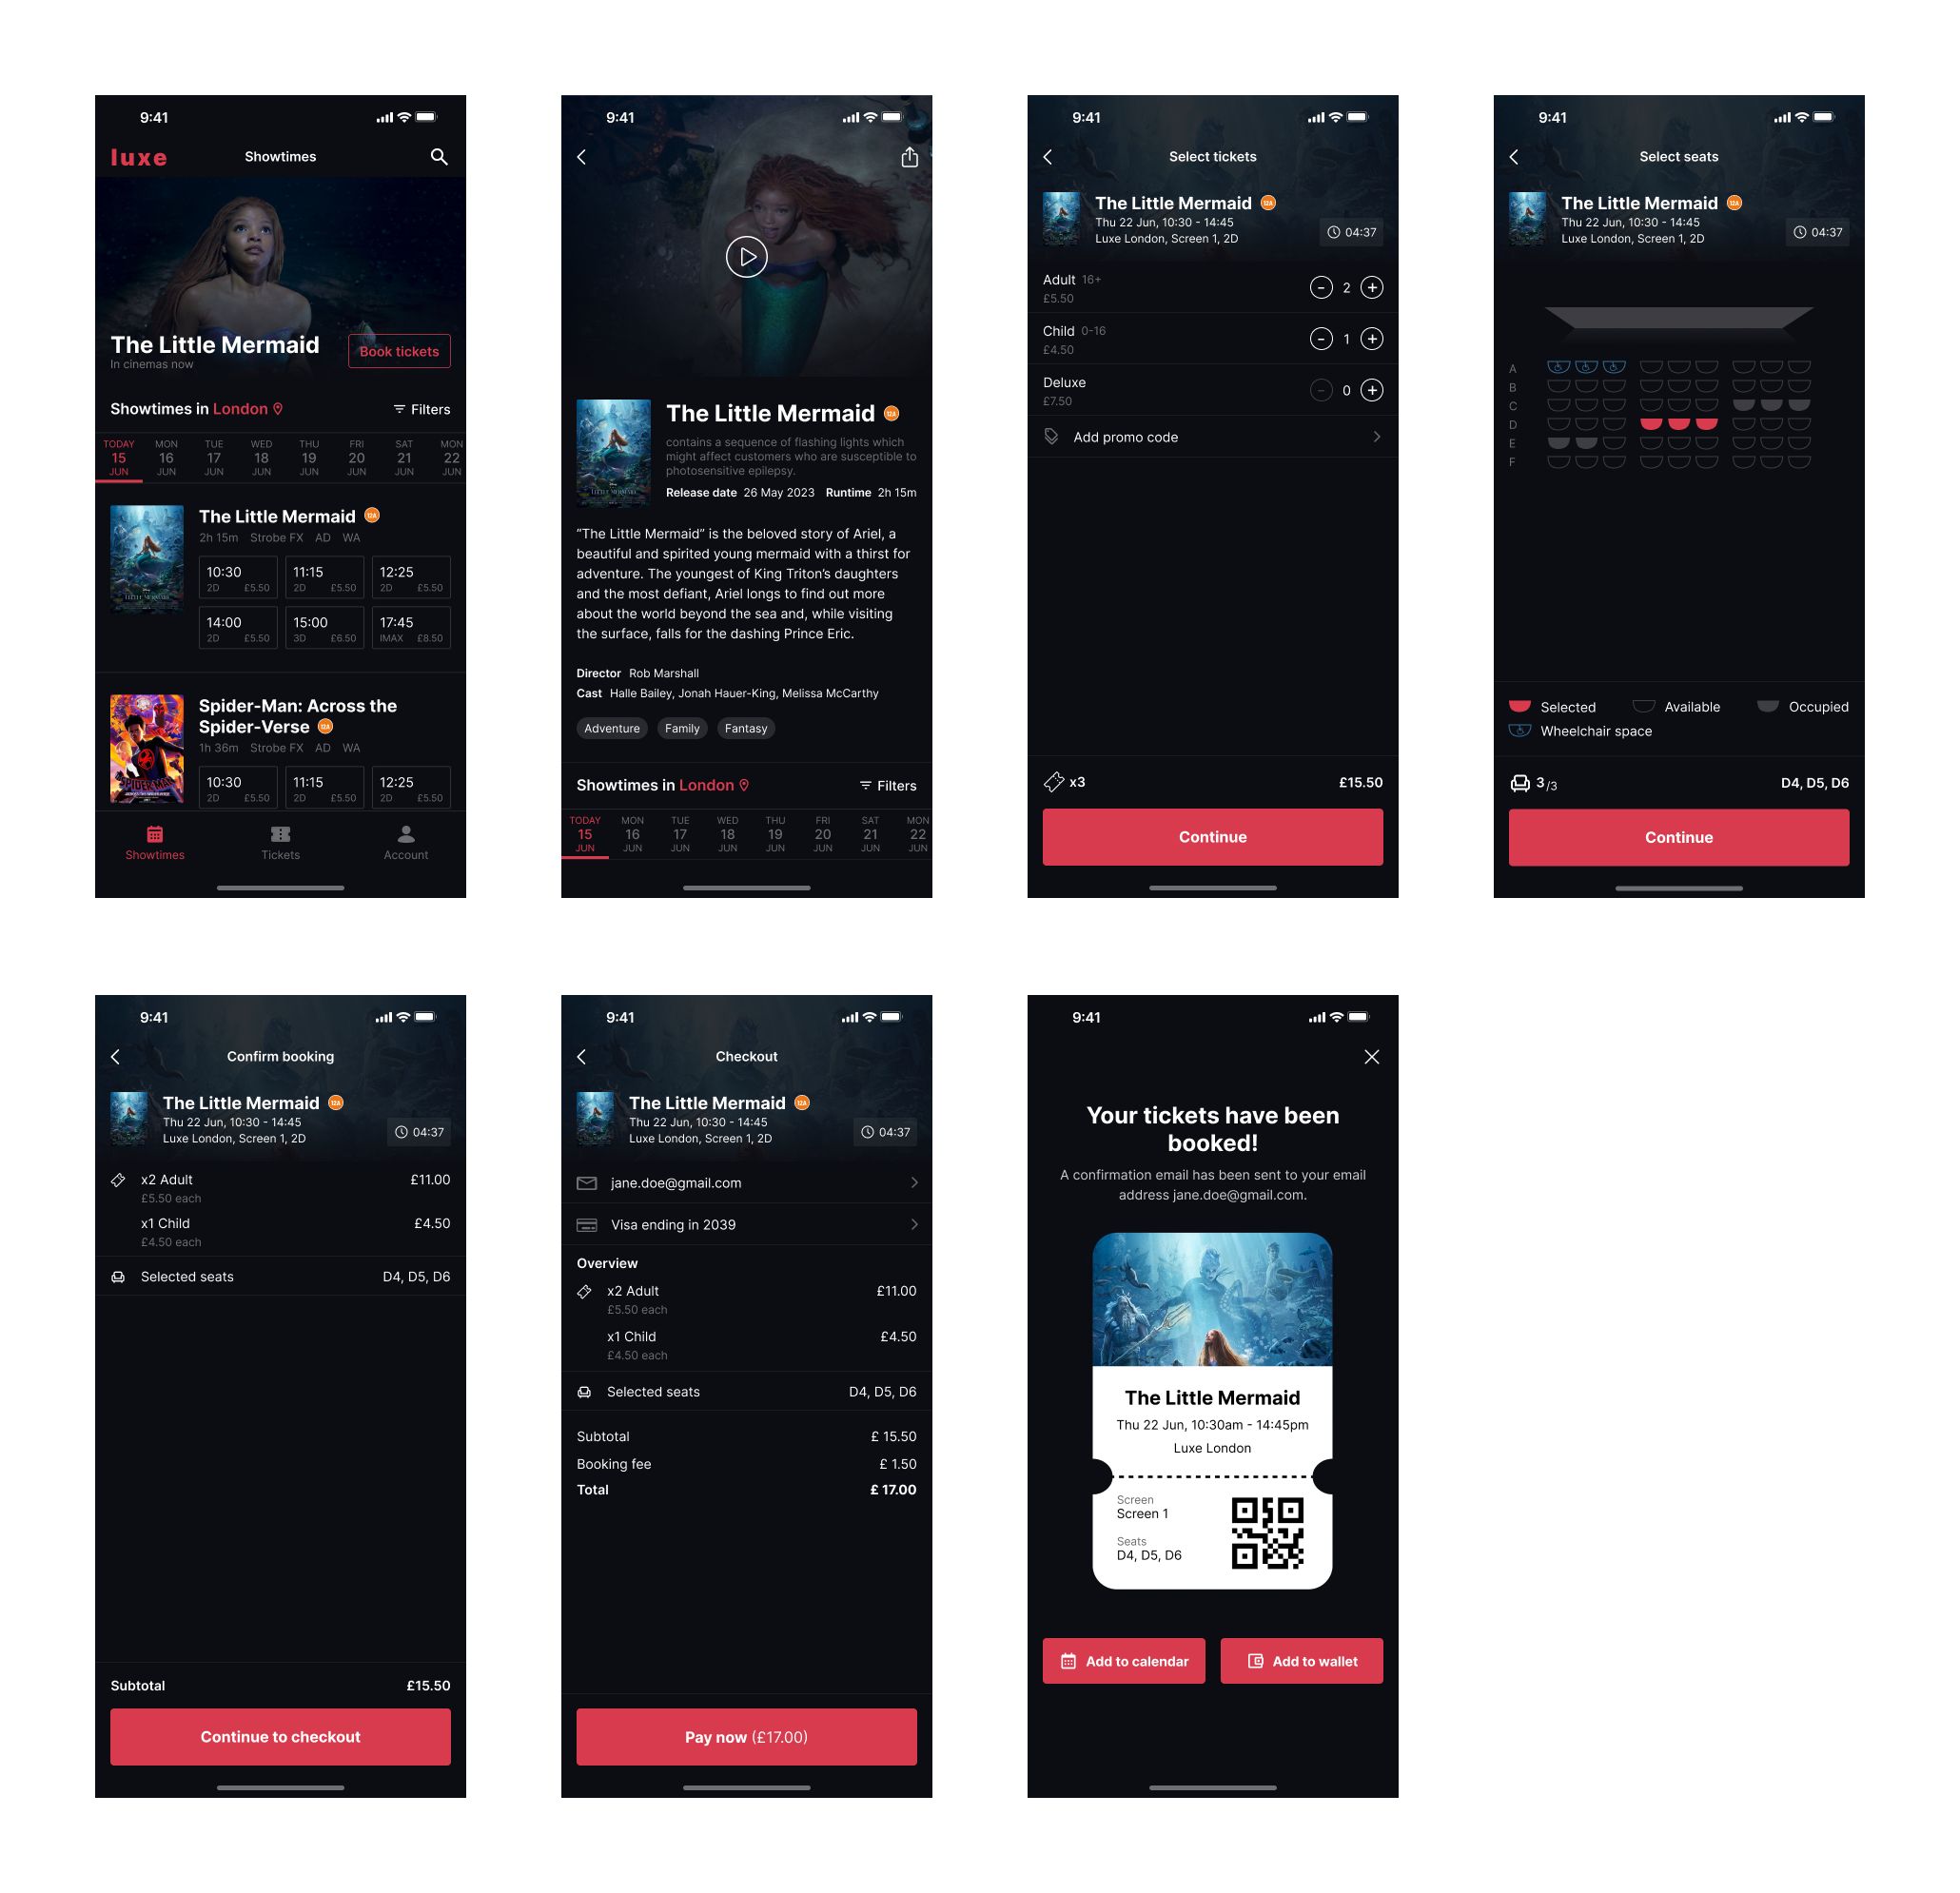 9:41
luxe
Showtimes
The Little Mermaid
In cinemas now
Book tickets
Showtimes in London
Filters
TODAY MON TUE WED THU FRI SAT MON
15 16 17 18 19 20 21 22
JUN JUN JUN JUN JUN JUN JUN JUN
The Little Mermaid 12A
2h 15m Strobe FX AD WA
10:30 11:15 12:25
2D £5.50 2D £5.50 2D £5.50
14:00 15:00 17:45
2D £5.50 3D £6.50 IMAX £8.50
Spider-Man: Across the
Spider-Verse 12A
1h 36m Strobe FX AD WA
10:30 11:15 12:25
2D £5.50 2D £5.50 2D £5.50
Showtimes Tickets Account
9:41
The Little Mermaid 12A
contains a sequence of flashing lights which
might affect customers who are susceptible to
photosensitive epilepsy.
Release date 26 May 2023 Runtime 2h 15m
“The Little Mermaid” is the beloved story of Ariel, a
beautiful and spirited young mermaid with a thirst for
adventure. The youngest of King Triton’s daughters
and the most defiant, Ariel longs to find out more
about the world beyond the sea and, while visiting
the surface, falls for the dashing Prince Eric.
Director Rob Marshall
Cast Halle Bailey, Jonah Hauer-King, Melissa McCarthy
Adventure Family Fantasy
Showtimes in London
Filters
TODAY MON TUE WED THU FRI SAT MON
15 16 17 18 19 20 21 22
JUN JUN JUN JUN JUN JUN JUN JUN
9:41
Select tickets
The Little Mermaid 12A
Thu 22 Jun, 10:30 - 14:45
Luxe London, Screen 1, 2D
04:37
Adult 16+
£5.50
- 2 +
Child 0-16
£4.50
- 1 +
Deluxe
£7.50
- 0 +
Add promo code
x3 £15.50
Continue
9:41
Select seats
The Little Mermaid 12A
Thu 22 Jun, 10:30 - 14:45
Luxe London, Screen 1, 2D
04:37
A
B
C
D
E
F
Selected Available Occupied
Wheelchair space
3/3 D4, D5, D6
Continue
9:41
Confirm booking
The Little Mermaid 12A
Thu 22 Jun, 10:30 - 14:45
Luxe London, Screen 1, 2D
04:37
x2 Adult £11.00
£5.50 each
x1 Child £4.50
£4.50 each
Selected seats D4, D5, D6
Subtotal £15.50
Continue to checkout
9:41
Checkout
The Little Mermaid 12A
Thu 22 Jun, 10:30 - 14:45
Luxe London, Screen 1, 2D
04:37
jane.doe@gmail.com
Visa ending in 2039
Overview
x2 Adult £11.00
£5.50 each
x1 Child £4.50
£4.50 each
Selected seats D4, D5, D6
Subtotal £ 15.50
Booking fee £ 1.50
Total £ 17.00
Pay now (£17.00)
9:41
Your tickets have been
booked!
A confirmation email has been sent to your email
address jane.doe@gmail.com.
The Little Mermaid
Thu 22 Jun, 10:30am - 14:45pm
Luxe London
Screen
Screen 1
Seats
D4, D5, D6
Add to calendar
Add to wallet